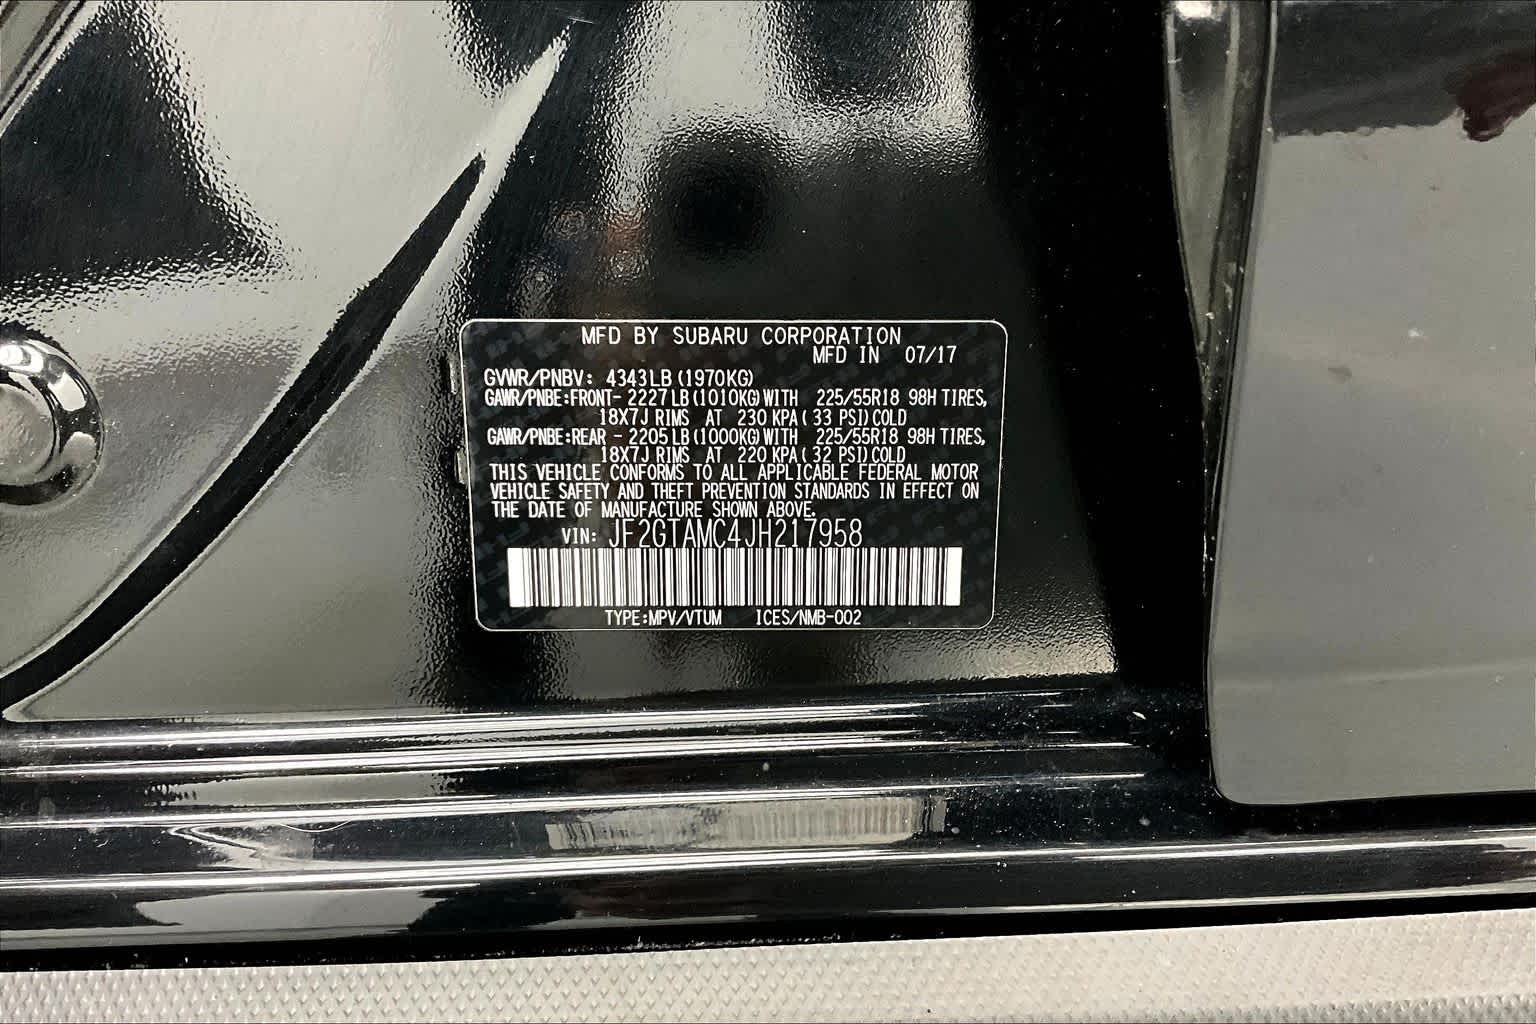 MFD BY SUBARU CORPORATION
MFD IN 07/17
GVWR/PNBV: 4343LB (1970KG)
GAWR/PNBE:FRONT- 2227 LB (1010KG) WITH 225/55R18 98H TIRES,
18X7J RIMS AT 230 KPA ( 33 PSI) COLD
GAWR/PNBE:REAR - 2205 LB (1000KG) WITH 225/55R18 98H TIRES,
18X7J RIMS AT 220 KPA ( 32 PSI) COLD
THIS VEHICLE CONFORMS TO ALL APPLICABLE FEDERAL MOTOR
VEHICLE SAFETY AND THEFT PREVENTION STANDARDS IN EFFECT ON
THE DATE OF MANUFACTURE SHOWN ABOVE.
VIN: JF2GTAMC4JH217958
TYPE:MPV/VTUM ICES/NMB-002